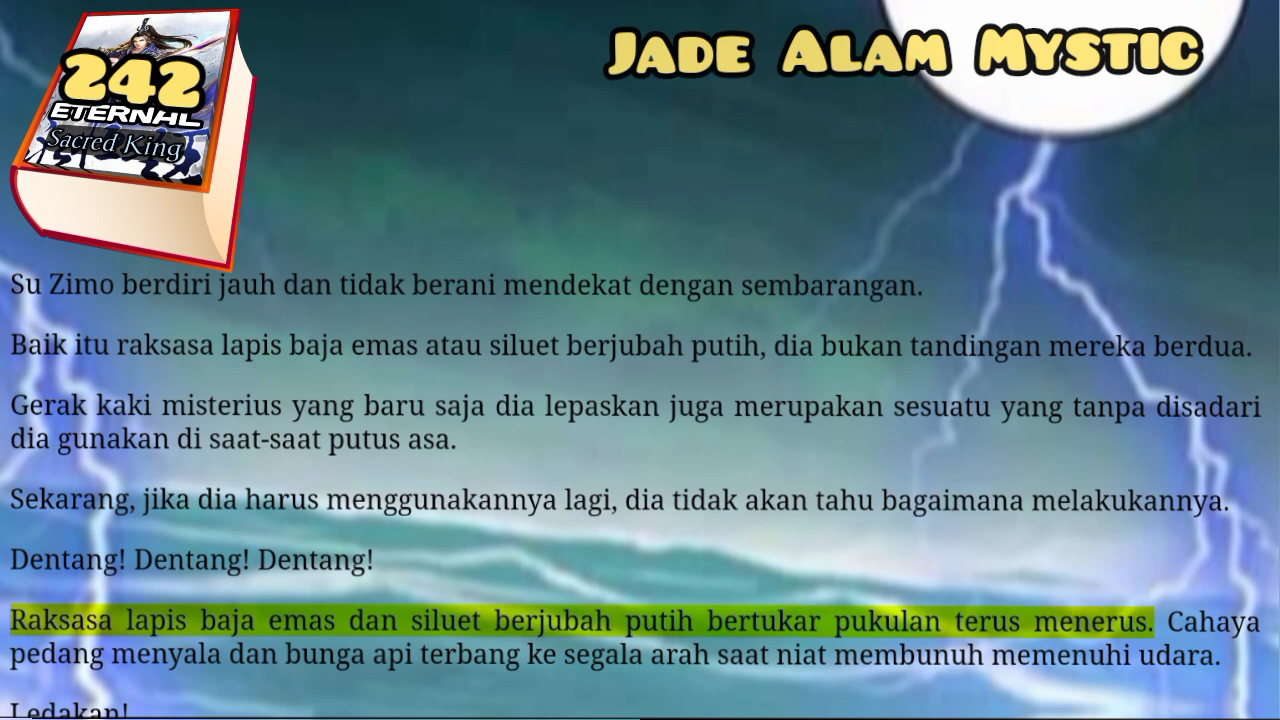 242
ETERNAL
Sacred King
Jade Alam Mystic
Su Zimo berdiri jauh dan tidak berani mendekat dengan sembarangan.
Baik itu raksasa lapis baja emas atau siluet berjubah putih, dia bukan tandingan mereka berdua.
Gerak kaki misterius yang baru saja dia lepaskan juga merupakan sesuatu yang tanpa disadari
dia gunakan di saat-saat putus asa.
Sekarang, jika dia harus menggunakannya lagi, dia tidak akan tahu bagaimana melakukannya.
Dentang! Dentang! Dentang!
Raksasa lapis baja emas dan siluet berjubah putih bertukar pukulan terus menerus. Cahaya
pedang menyala dan bunga api terbang ke segala arah saat niat membunuh memenuhi udara.
Ledakan!